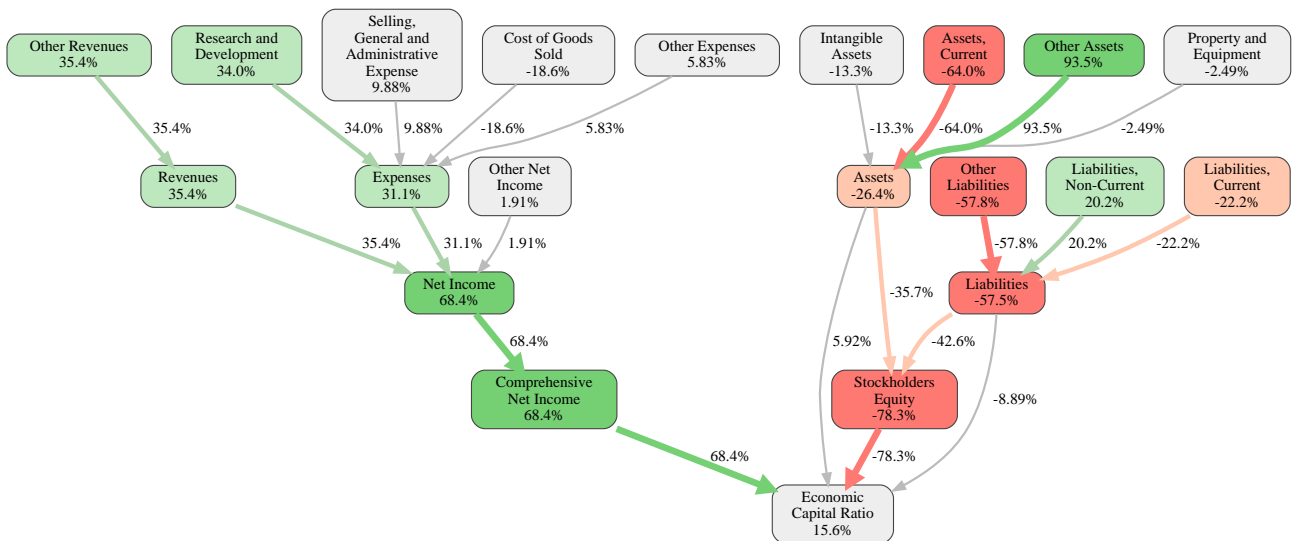 Other Revenues
35.4%
Research and
Development
34.0%
Selling,
General and
Administrative
Expense
9.88%
Cost of Goods
Sold
-18.6%
Other Expenses
5.83%
Intangible
Assets
-13.3%
Assets,
Current
-64.0%
Other Assets
93.5%
Property and
Equipment
-2.49%
35.4%
34.0%
9.88%
-18.6%
5.83%
-13.3%
-64.0%
93.5%
-2.49%
Revenues
35.4%
Expenses
31.1%
Other Net
Income
1.91%
Assets
-26.4%
Other
Liabilities
-57.8%
Liabilities,
Non-Current
20.2%
Liabilities,
Current
-22.2%
35.4%
31.1%
1.91%
-57.8%
20.2%
-22.2%
Net Income
68.4%
-35.7%
Liabilities
-57.5%
68.4%
5.92%
-42.6%
Comprehensive
Net Income
68.4%
Stockholders
Equity
-78.3%
-8.89%
68.4%
-78.3%
Economic
Capital Ratio
15.6%